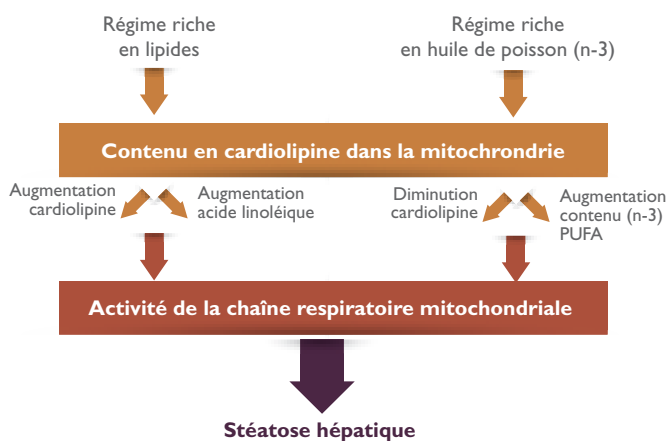 Régime riche
en lipides
Régime riche
en huile de poisson (n-3)
Contenu en cardiolipine dans la mitochrondrie
Augmentation
cardiolipine
Augmentation
acide linoléique
Diminution
cardiolipine
Augmentation
contenu (n-3)
PUFA
Activité de la chaîne respiratoire mitochondriale
Stéatose hépatique